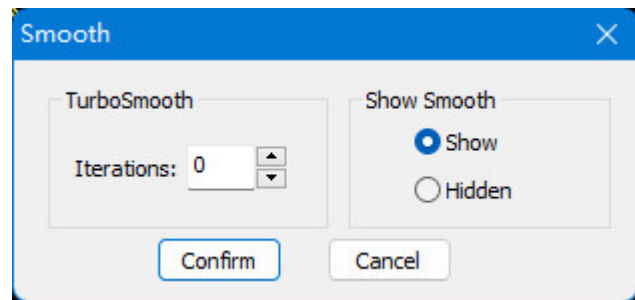 Smooth
TurboSmooth
Iterations: 0
Show Smooth
Show
Hidden
Confirm
Cancel